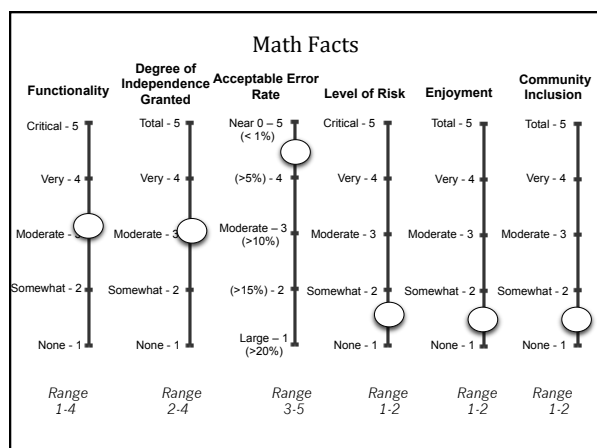 Math Facts
Functionality
Degree of
Independence
Granted
Acceptable Error
Rate
Level of Risk
Enjoyment
Community
Inclusion
Critical - 5
Very - 4
Moderate - 3
Somewhat - 2
None - 1
Total - 5
Very - 4
Moderate - 3
Somewhat - 2
None - 1
Near 0 – 5
(< 1%)
(>5%) - 4
Moderate – 3
(>10%)
(>15%) - 2
Large – 1
(>20%)
Critical - 5
Very - 4
Moderate - 3
Somewhat - 2
None - 1
Total - 5
Very - 4
Moderate - 3
Somewhat - 2
None - 1
Total - 5
Very - 4
Moderate - 3
Somewhat - 2
None - 1
Range
1-4
Range
2-4
Range
3-5
Range
1-2
Range
1-2
Range
1-2